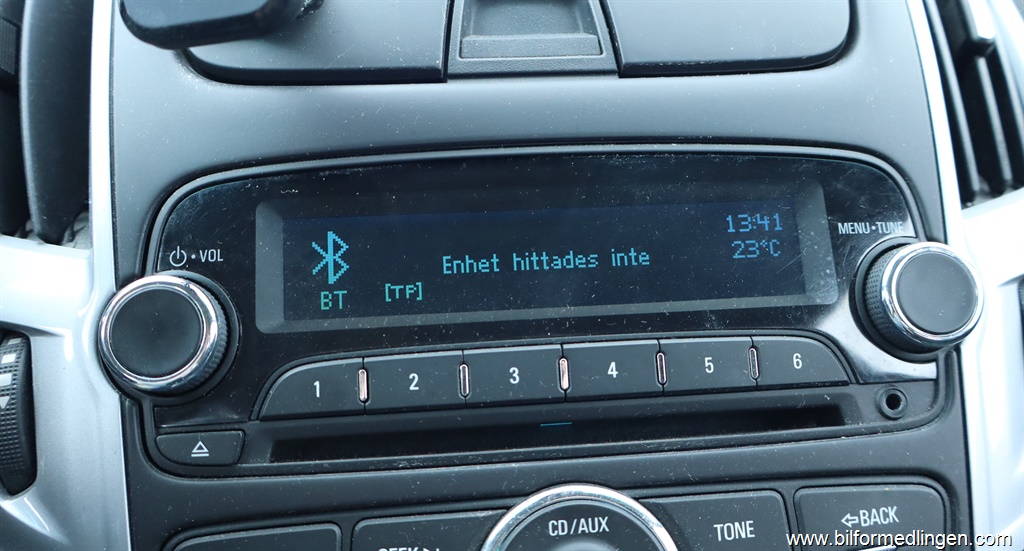 VOL
MENU•TUNE
13:41
23°C
Enhet hittades inte
BT [TP]
1 2 3 4 5 6
CD/AUX
TONE
BACK
SEEK
www.bilformedlingen.com